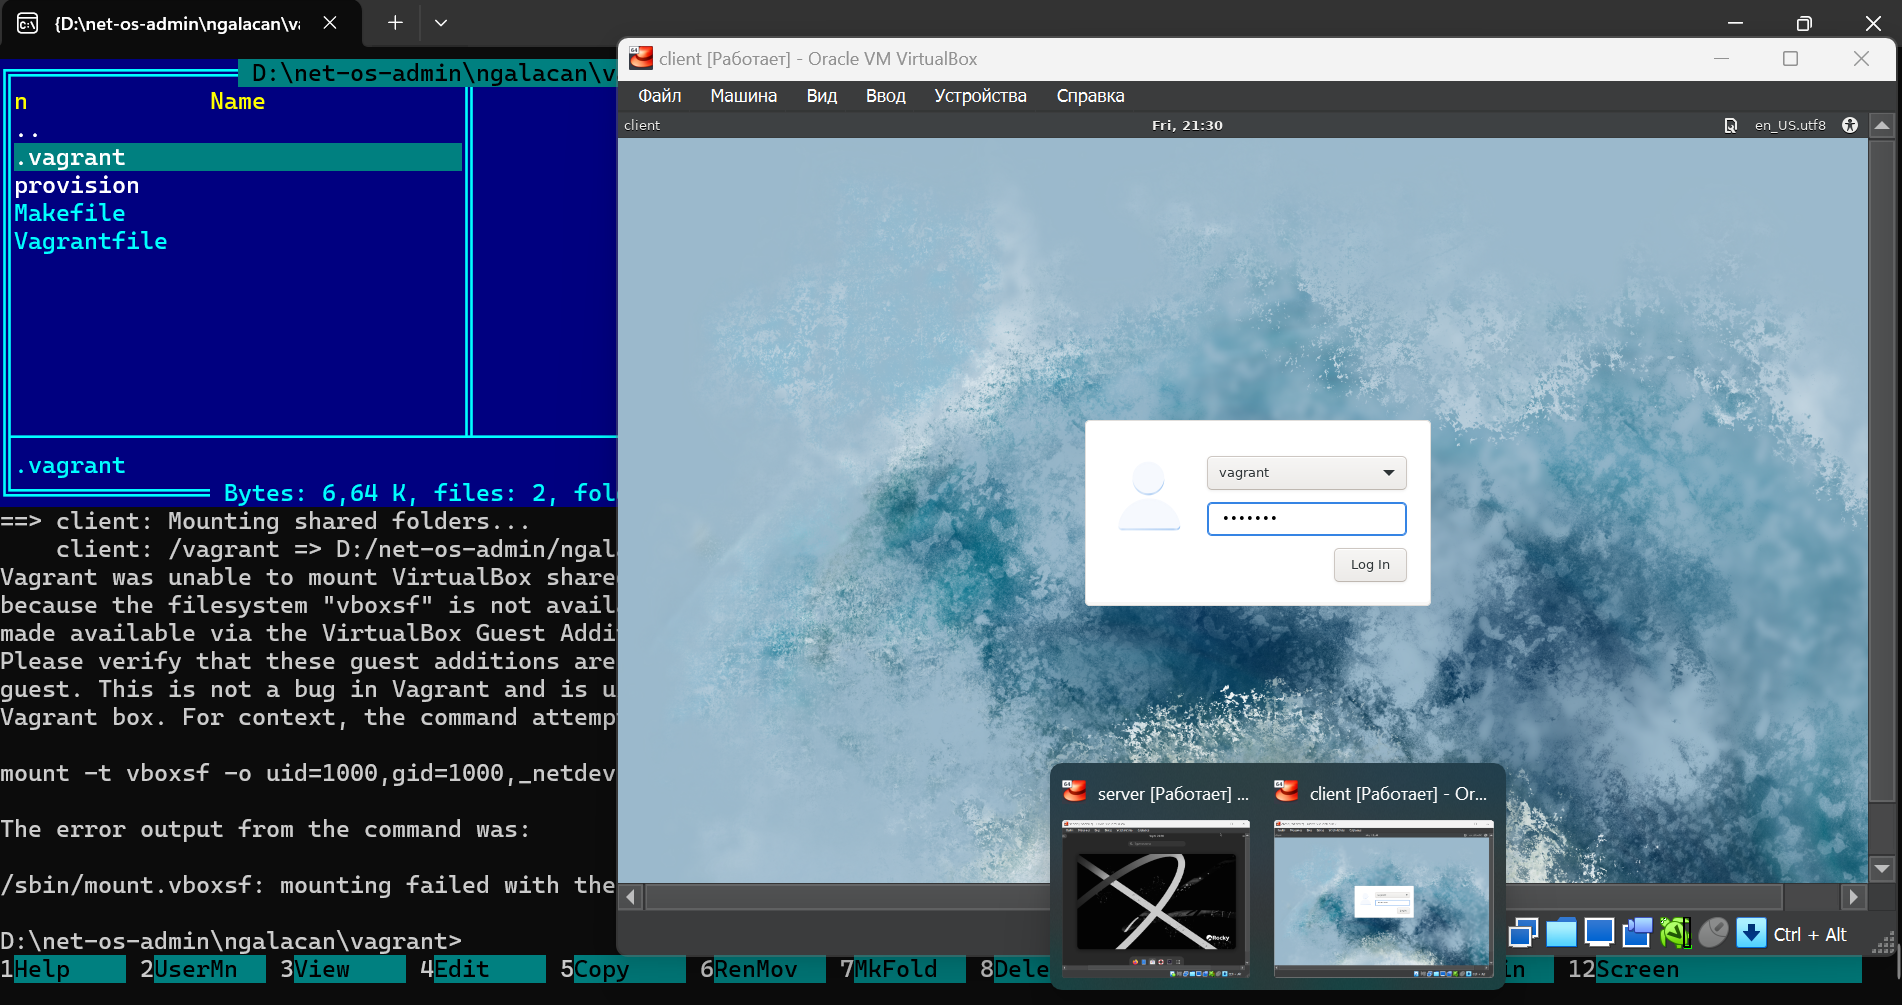 {D:\net-os-admin\ngalacan\va
D:\net-os-admin\ngalacan\v
n Name
..
.vagrant
provision
Makefile
Vagrantfile
.vagrant
Bytes: 6,64 K, files: 2, fol
==> client: Mounting shared folders...
client: /vagrant => D:/net-os-admin/ngal
Vagrant was unable to mount VirtualBox share
because the filesystem "vboxsf" is not avail
made available via the VirtualBox Guest Addi
Please verify that these guest additions are
guest. This is not a bug in Vagrant and is u
Vagrant box. For context, the command attemp
mount -t vboxsf -o uid=1000,gid=1000,_netdev
The error output from the command was:
/sbin/mount.vboxsf: mounting failed with the
D:\net-os-admin\ngalacan\vagrant>
1Help 2UserMn 3View 4Edit 5Copy 6RenMov 7MkFold 8Dele in 12Screen
client [Работает] - Oracle VM VirtualBox
Файл Машина Вид Ввод Устройства Справка
client Fri, 21:30 en_US.utf8
vagrant
•••••••
Log In
server [Работает] ...
client [Работает] - Or...
Rocky
Ctrl + Alt